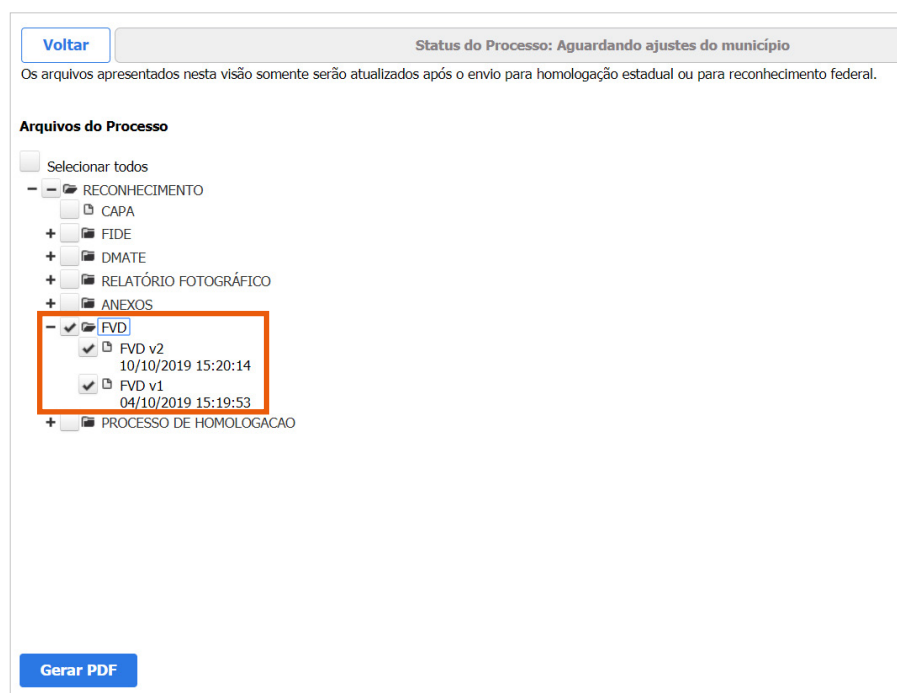 Voltar
Status do Processo: Aguardando ajustes do município
Os arquivos apresentados nesta visão somente serão atualizados após o envio para homologação estadual ou para reconhecimento federal.
Arquivos do Processo
Selecionar todos
RECONHECIMENTO
CAPA
FIDE
DMATE
RELATÓRIO FOTOGRÁFICO
ANEXOS
FVD
FVD v2
10/10/2019 15:20:14
FVD v1
04/10/2019 15:19:53
PROCESSO DE HOMOLOGACAO
Gerar PDF